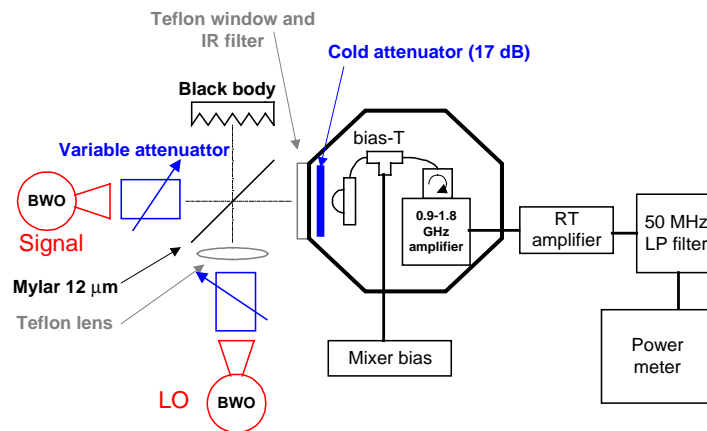 Teflon window and
IR filter
Cold attenuator (17 dB)
Black body
bias-T
Variable attenuattor
BWO
Signal
0.9-1.8
GHz
amplifier
RT
amplifier
50 MHz
LP filter
Mylar 12 μm
Teflon lens
Mixer bias
Power
meter
LO
BWO